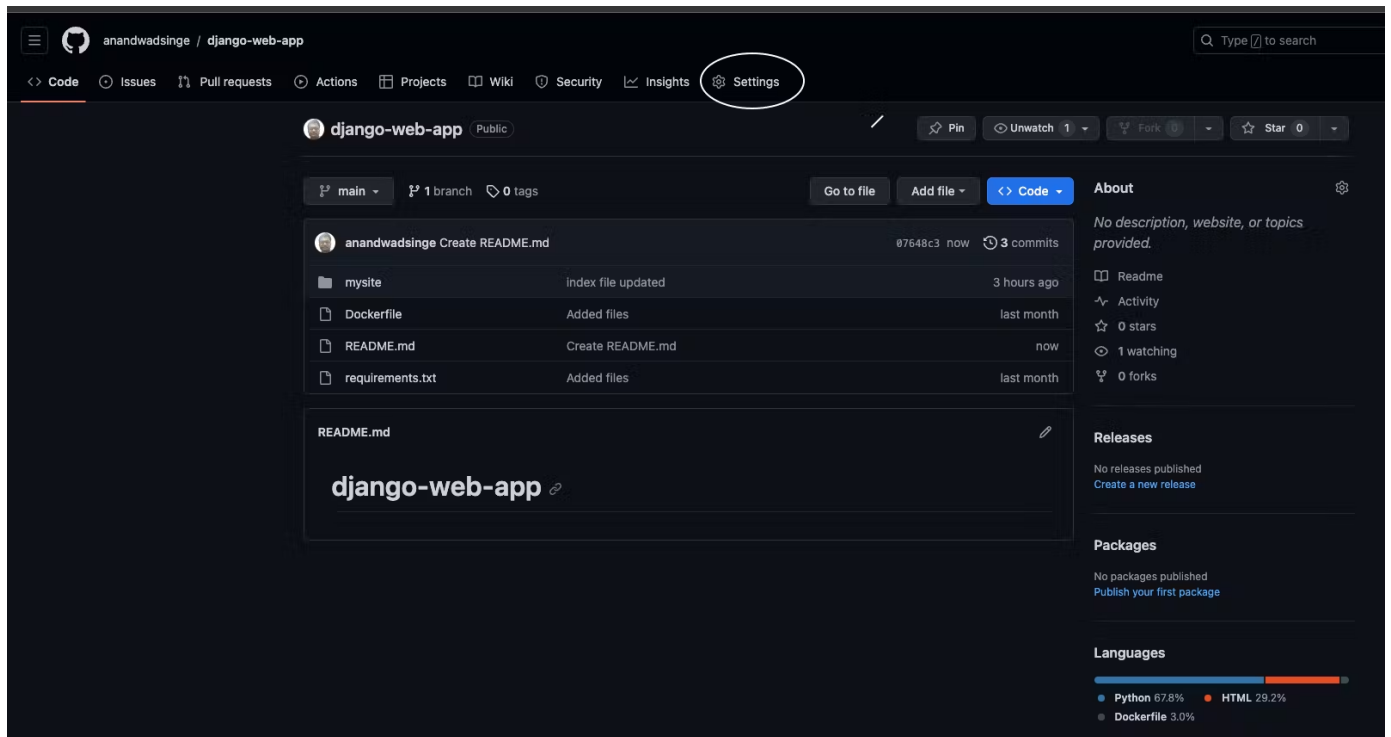 anandwadsinge / django-web-app
Type / to search
Code Issues Pull requests Actions Projects Wiki Security Insights Settings
django-web-app Public
Pin Unwatch 1 Fork 0 Star 0
main 1 branch 0 tags Go to file Add file Code
About
No description, website, or topics
provided.
anandwadsinge Create README.md 07648c3 now 3 commits
mysite index file updated 3 hours ago
Dockerfile Added files last month
README.md Create README.md now
requirements.txt Added files last month
Readme
Activity
0 stars
1 watching
0 forks
README.md
django-web-app
Releases
No releases published
Create a new release
Packages
No packages published
Publish your first package
Languages
Python 67.8% HTML 29.2%
Dockerfile 3.0%